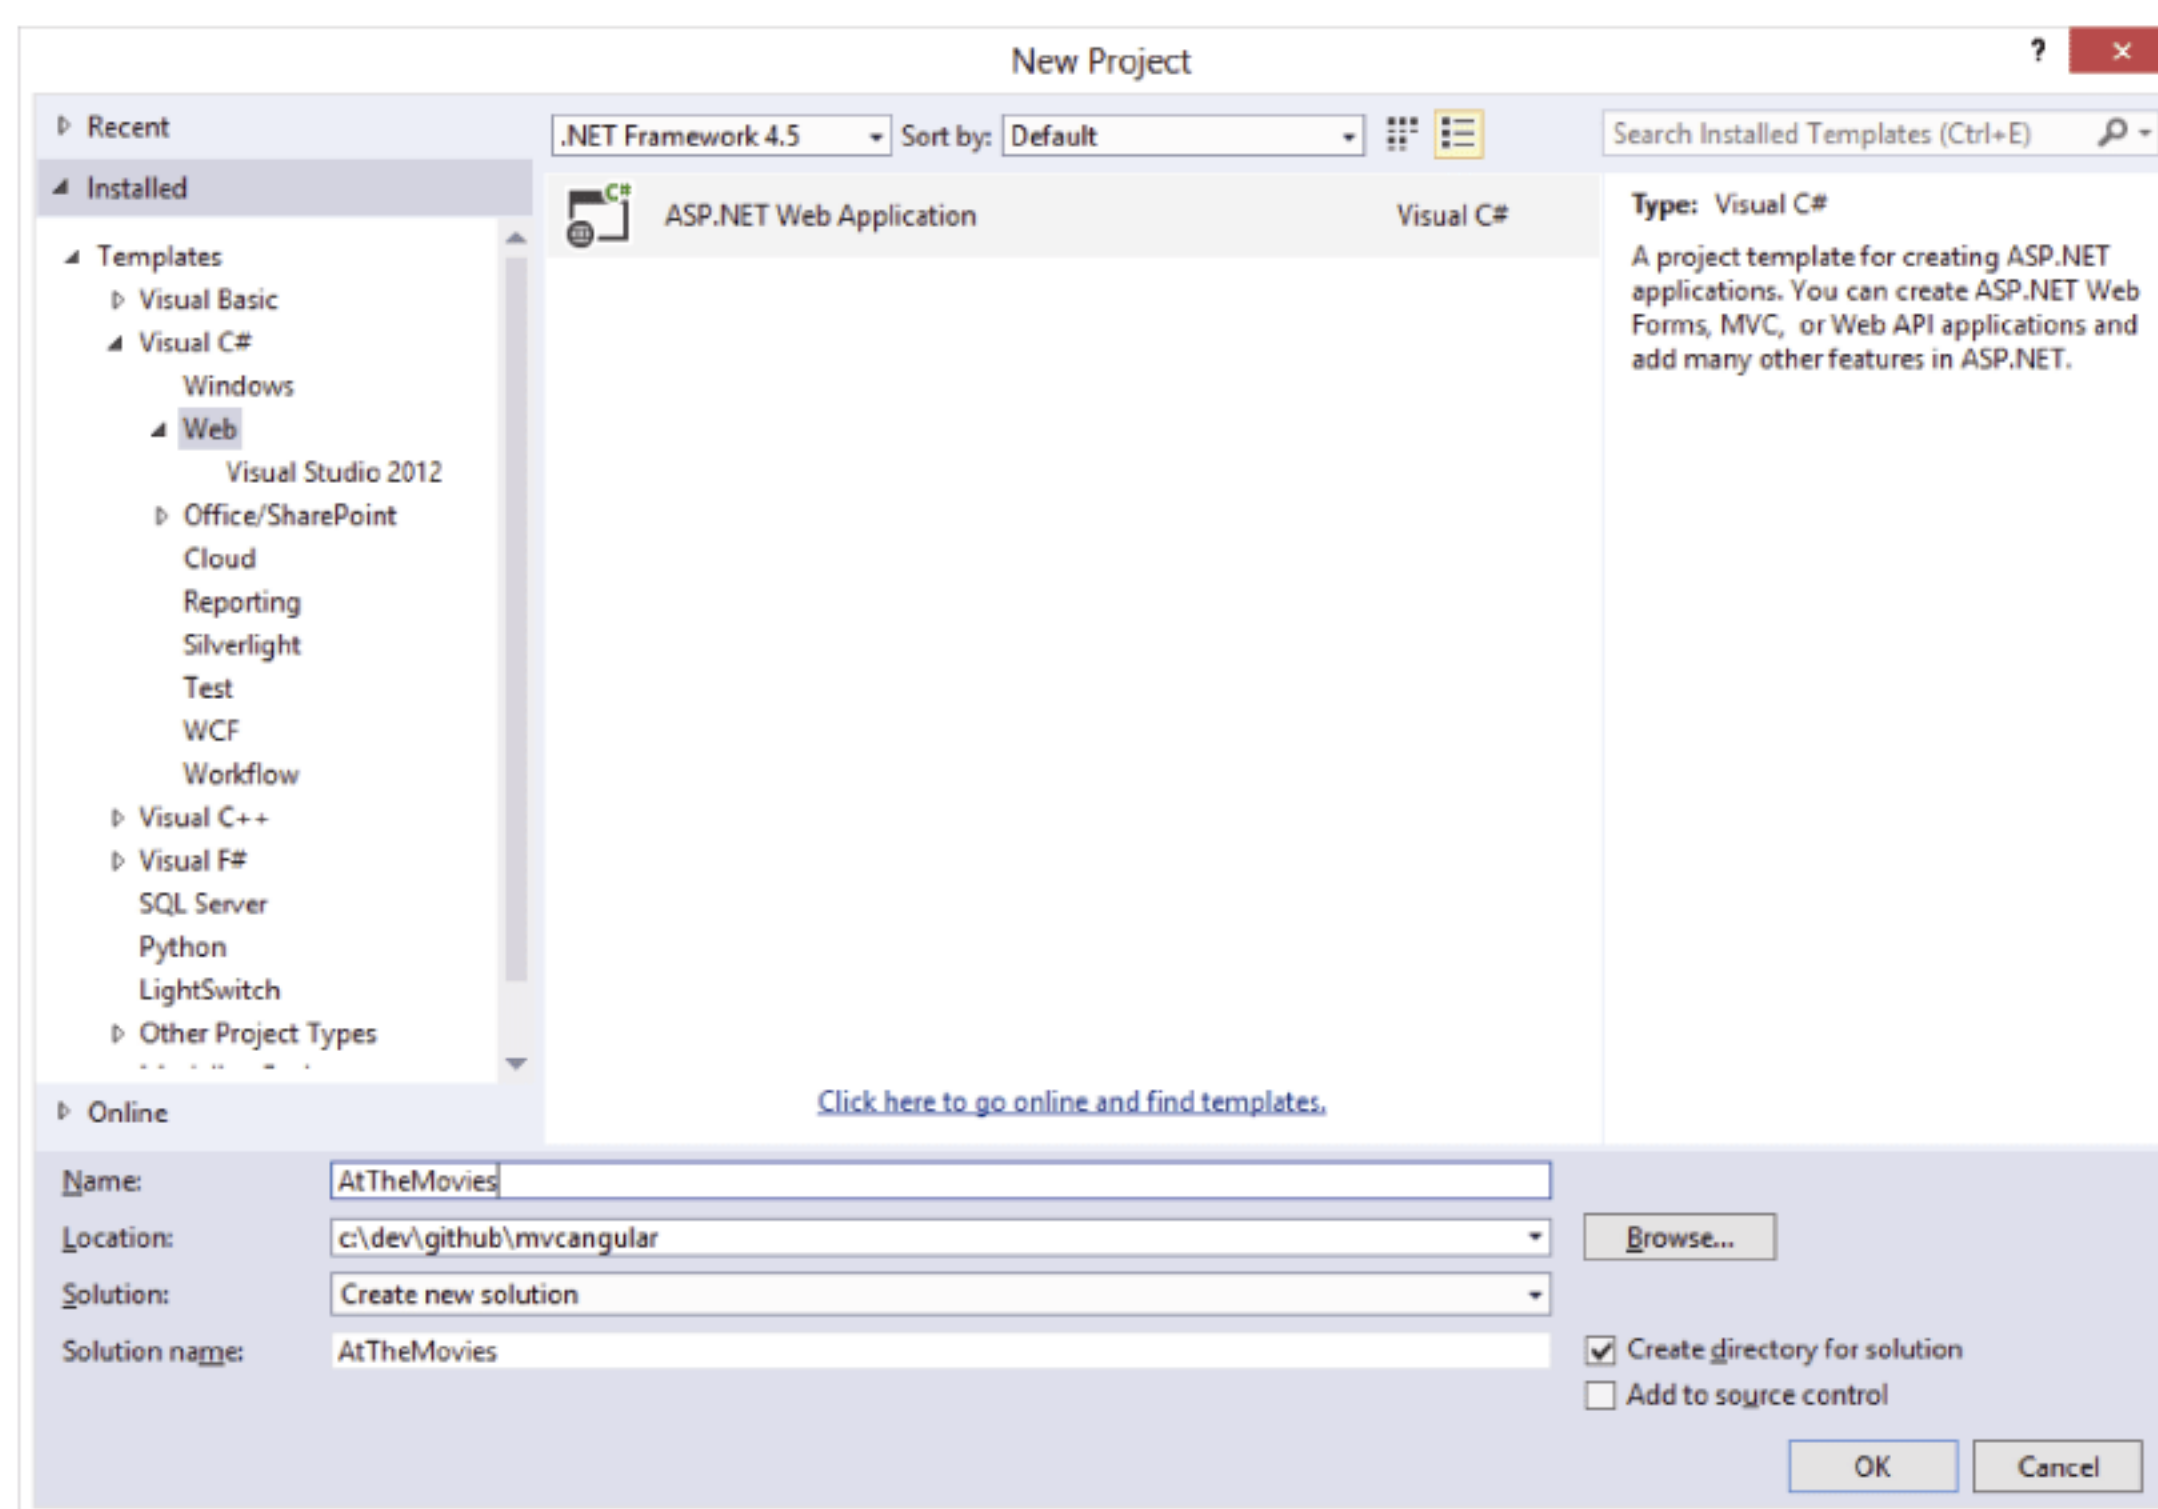 New Project
?
Recent
.NET Framework 4.5
Sort by:
Default
Search Installed Templates (Ctrl+E)
Installed
Templates
Visual Basic
Visual C#
Windows
Web
Visual Studio 2012
Office/SharePoint
Cloud
Reporting
Silverlight
Test
WCF
Workflow
Visual C++
Visual F#
SQL Server
Python
LightSwitch
Other Project Types
Online
C#
ASP.NET Web Application
Visual C#
Click here to go online and find templates.
Type: Visual C#
A project template for creating ASP.NET
applications. You can create ASP.NET Web
Forms, MVC, or Web API applications and
add many other features in ASP.NET.
Name:
AtTheMovies
Location:
c:\dev\github\mvcangular
Browse...
Solution:
Create new solution
Solution name:
AtTheMovies
Create directory for solution
Add to source control
OK
Cancel